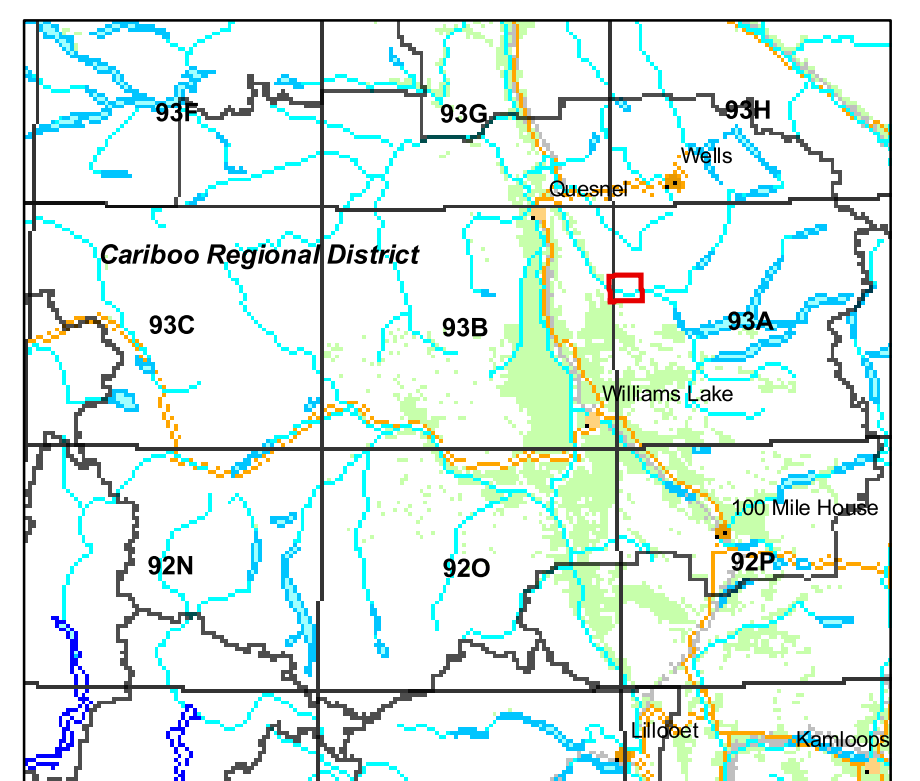 93F
93G
93H
Wells
Quesnel
Cariboo Regional District
93C
93B
93A
Williams Lake
100 Mile House
92N
92O
92P
Lillooet
Kamloops